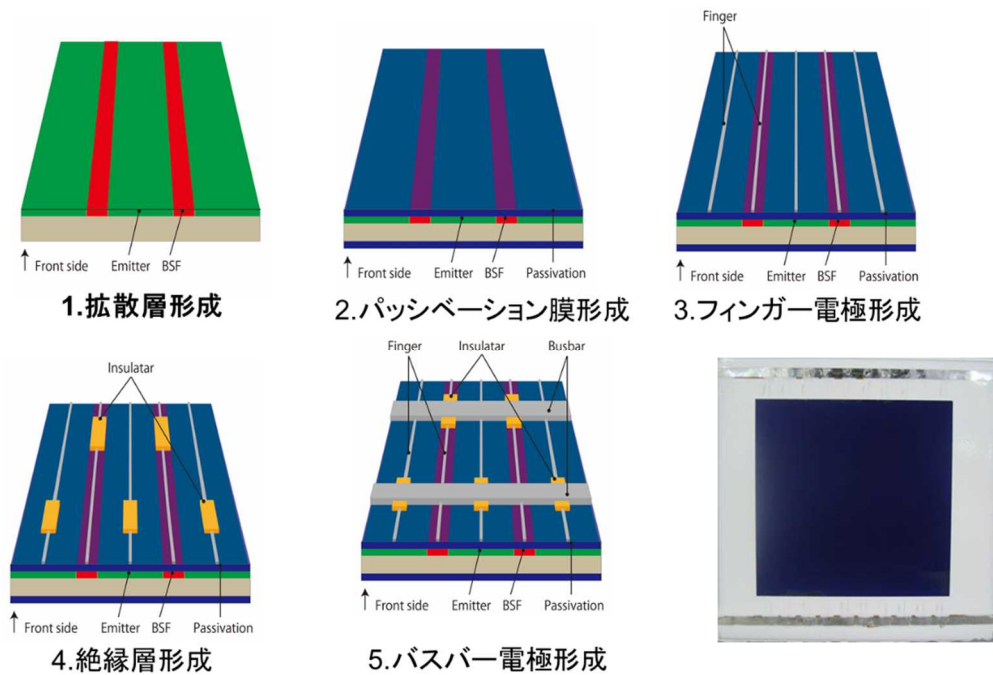 Front side
Emitter
BSF
1.拡散層形成
Front side
Emitter
BSF
Passivation
2.パッシベーション膜形成
Finger
Front side
Emitter
BSF
Passivation
3.フィンガー電極形成
Insulatar
Front side
Emitter
BSF
Passivation
4.絶縁層形成
Finger
Insulatar
Busbar
Front side
Emitter
BSF
Passivation
5.バスバー電極形成